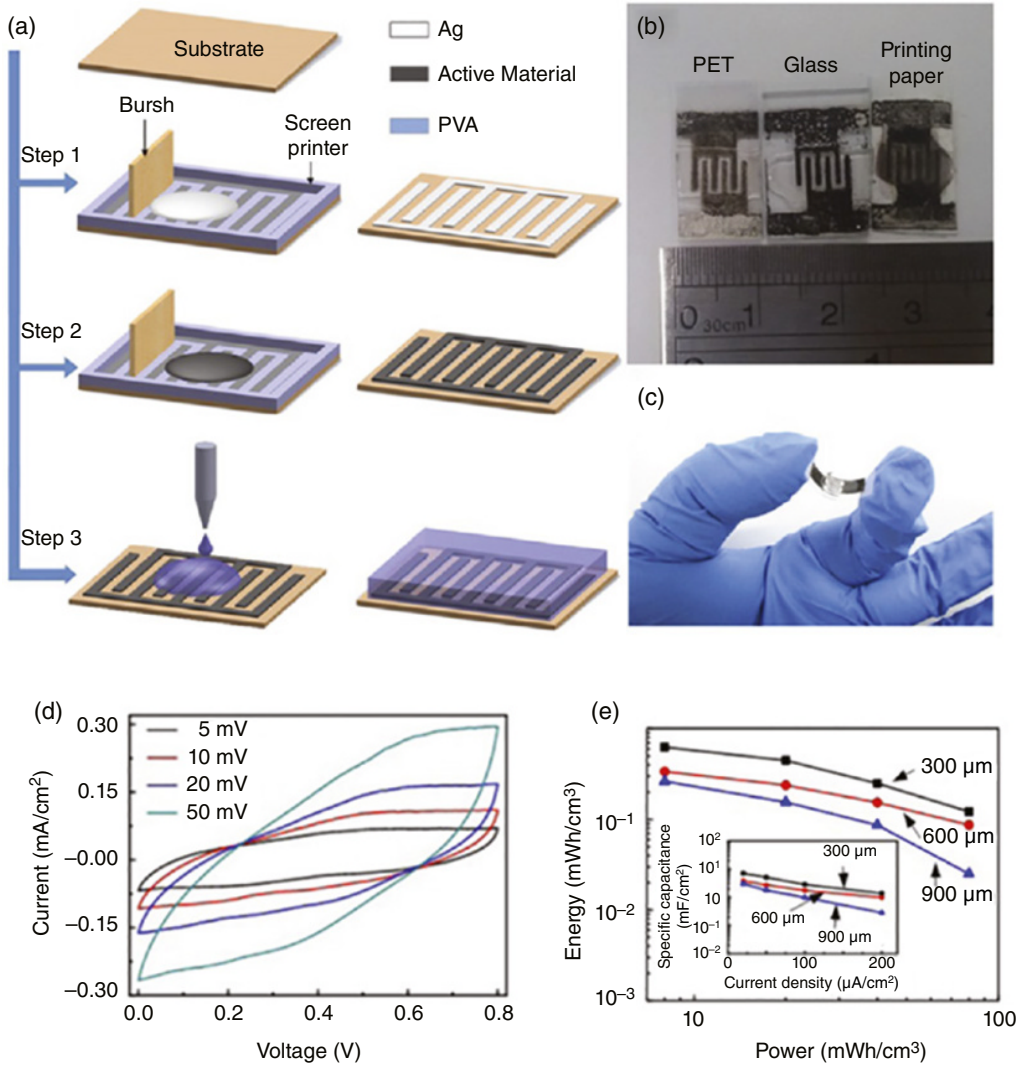 (a)
Substrate
Ag
Active Material
PVA
Bursh
Screen
printer
Step 1
Step 2
Step 3
(b)
PET
Glass
Printing
paper
0 30cm 1 2 3
(c)
(d)
5 mV
10 mV
20 mV
50 mV
0.30
0.15
−0.00
−0.15
−0.30
Current (mA/cm²)
0.0 0.2 0.4 0.6 0.8
Voltage (V)
(e)
300 µm
600 µm
900 µm
10⁻¹
10⁻²
10⁻³
Energy (mWh/cm³)
10 100
Power (mWh/cm³)
10²
10¹
10⁰
10⁻¹
10⁻²
Specific capacitance
(mF/cm²)
300 µm
600 µm
900 µm
0 100 200
Current density (µA/cm²)